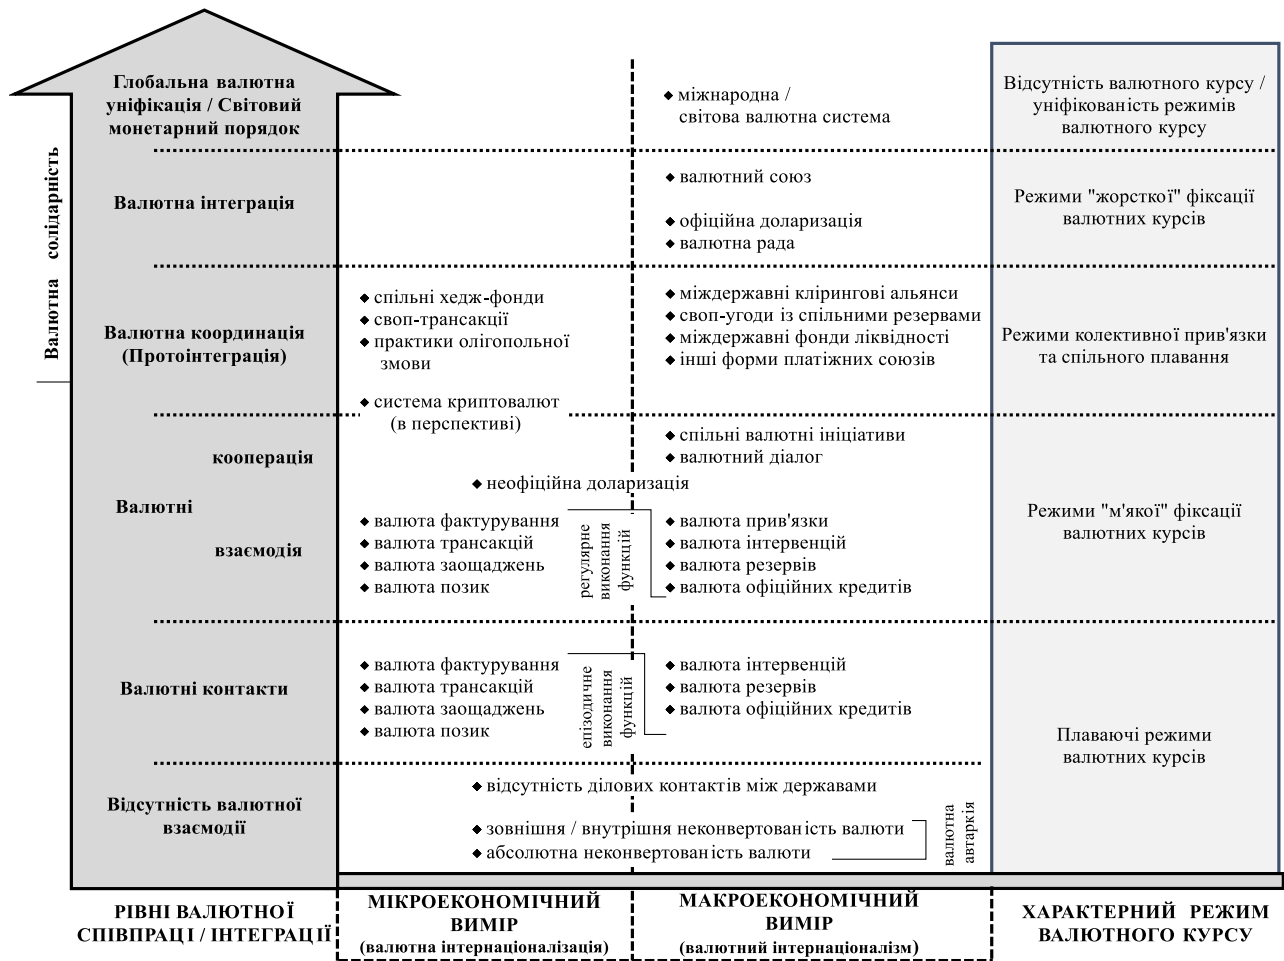 Глобальна валютна
уніфікація / Світовий
монетарний порядок
міжнародна /
світова валютна система
Відсутність валютного курсу /
уніфікованість режимів
валютного курсу
Валютна солідарність
Валютна інтеграція
валютний союз
офіційна доларизація
валютна рада
Режими "жорсткої" фіксації
валютних курсів
Валютна координація
(Протоінтеграція)
спільні хедж-фонди
своп-трансакції
практики олігопольної
змови
міждержавні клірингові альянси
своп-угоди із спільними резервами
міждержавні фонди ліквідності
інші форми платіжних союзів
Режими колективної прив'язки
та спільного плавання
система криптовалют
(в перспективі)
кооперація
Валютні
взаємодія
спільні валютні ініціативи
валютний діалог
неофіційна доларизація
валюта фактурування
валюта трансакцій
валюта заощаджень
валюта позик
регулярне
виконання
функцій
валюта прив'язки
валюта інтервенцій
валюта резервів
валюта офіційних кредитів
Режими "м'якої" фіксації
валютних курсів
Валютні контакти
валюта фактурування
валюта трансакцій
валюта заощаджень
валюта позик
епізодичне
виконання
функцій
валюта інтервенцій
валюта резервів
валюта офіційних кредитів
Плаваючі режими
валютних курсів
Відсутність валютної
взаємодії
відсутність ділових контактів між державами
зовнішня / внутрішня неконвертованість валюти
абсолютна неконвертованість валюти
валютна
автаркія
РІВНІ ВАЛЮТНОЇ
СПІВПРАЦІ / ІНТЕГРАЦІЇ
МІКРОЕКОНОМІЧНИЙ
ВИМІР
(валютна інтернаціоналізація)
МАКРОЕКОНОМІЧНИЙ
ВИМІР
(валютний інтернаціоналізм)
ХАРАКТЕРНИЙ РЕЖИМ
ВАЛЮТНОГО КУРСУ